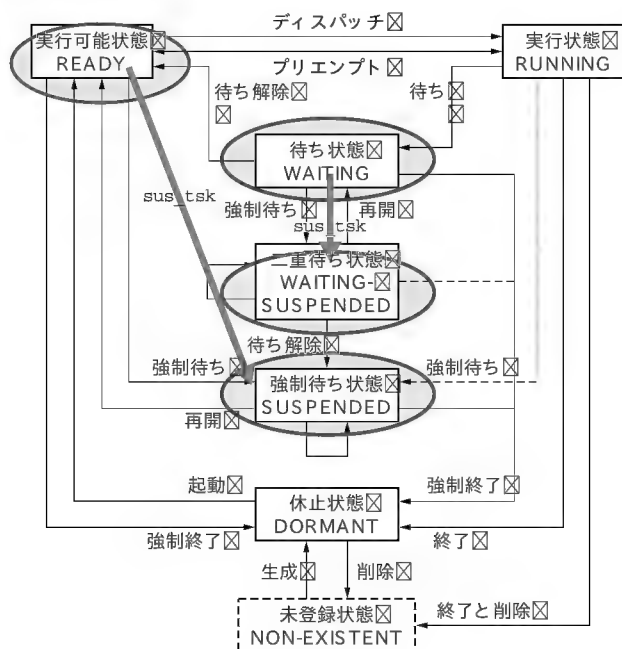 ディスパッチ
実行可能状態
READY
実行状態
RUNNING
プリエンプト
待ち解除
待ち
待ち状態
WAITING
sus_tsk
強制待ち
再開
sus_tsk
二重待ち状態
WAITING-
SUSPENDED
待ち解除
強制待ち
強制待ち
強制待ち状態
SUSPENDED
再開
起動
強制終了
休止状態
DORMANT
強制終了
終了
生成
削除
未登録状態
NON-EXISTENT
終了と削除